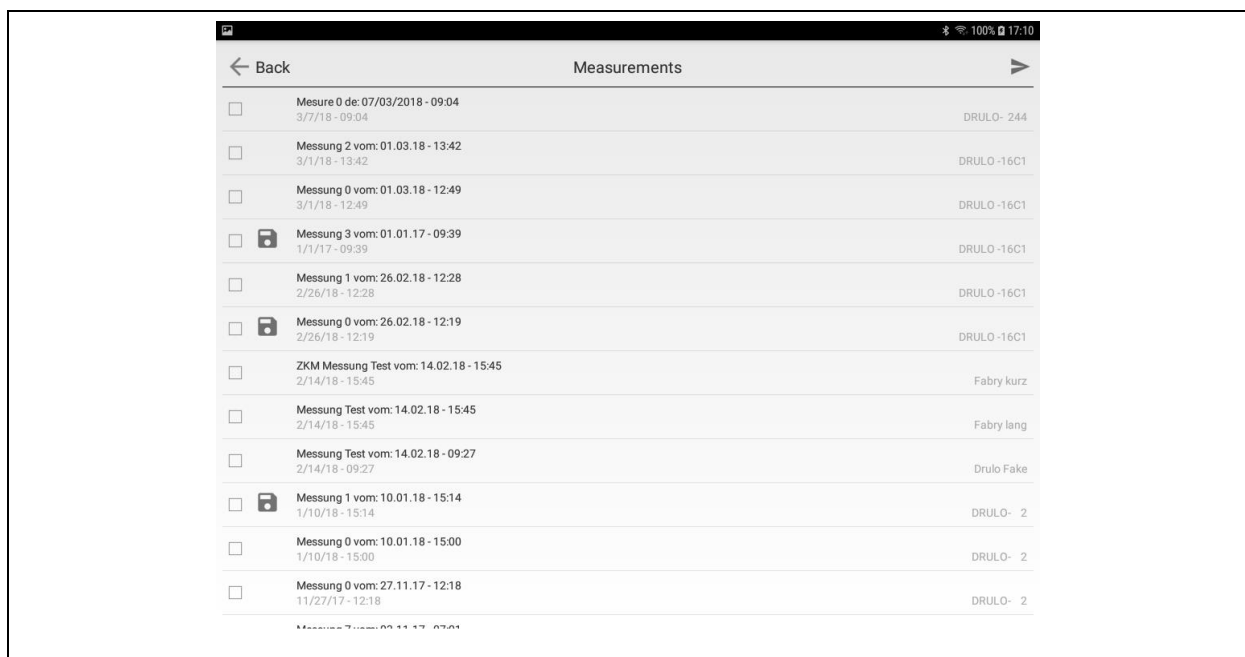 100% 17:10
Back Measurements
Mesure 0 de: 07/03/2018 - 09:04
3/7/18 - 09:04 DRULO- 244
Messung 2 vom: 01.03.18 - 13:42
3/1/18 - 13:42 DRULO -16C1
Messung 0 vom: 01.03.18 - 12:49
3/1/18 - 12:49 DRULO -16C1
Messung 3 vom: 01.01.17 - 09:39
1/1/17 - 09:39 DRULO -16C1
Messung 1 vom: 26.02.18 - 12:28
2/26/18 - 12:28 DRULO -16C1
Messung 0 vom: 26.02.18 - 12:19
2/26/18 - 12:19 DRULO -16C1
ZKM Messung Test vom: 14.02.18 - 15:45
2/14/18 - 15:45 Fabry kurz
Messung Test vom: 14.02.18 - 15:45
2/14/18 - 15:45 Fabry lang
Messung Test vom: 14.02.18 - 09:27
2/14/18 - 09:27 Drulo Fake
Messung 1 vom: 10.01.18 - 15:14
1/10/18 - 15:14 DRULO- 2
Messung 0 vom: 10.01.18 - 15:00
1/10/18 - 15:00 DRULO- 2
Messung 0 vom: 27.11.17 - 12:18
11/27/17 - 12:18 DRULO- 2